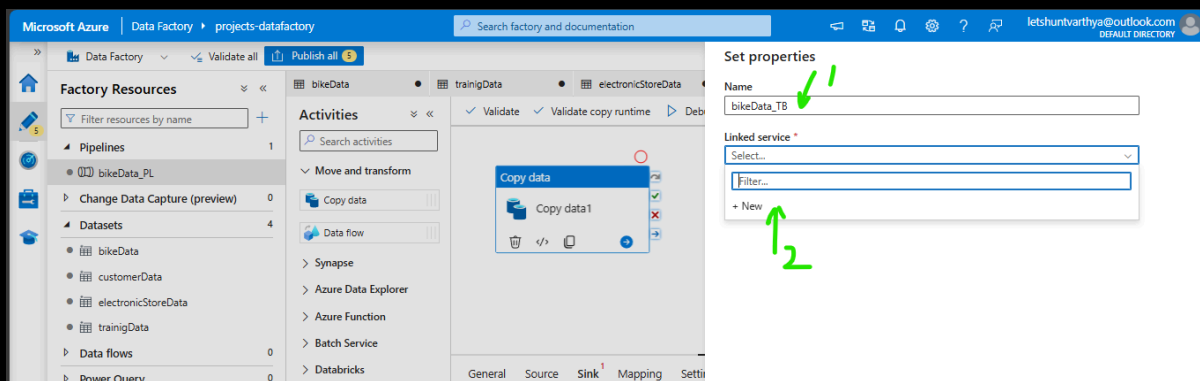 Microsoft Azure Data Factory projects-datafactory Search factory and documentation letshuntvarthya@outlook.com
DEFAULT DIRECTORY
Data Factory Validate all Publish all 5
Factory Resources
Filter resources by name
5
Pipelines 1
bikeData_PL
Change Data Capture (preview) 0
Datasets 4
bikeData
customerData
electronicStoreData
trainigData
Data flows 0
Power Query 0
bikeData trainigData electronicStoreData
Activities
Search activities
Move and transform
Copy data
Data flow
Synapse
Azure Data Explorer
Azure Function
Batch Service
Databricks
Validate Validate copy runtime Debu
Copy data
Copy data1
General Source Sink 1 Mapping Settin
Set properties
1
Name
bikeData_TB
Linked service *
Select...
Filter...
+ New
2